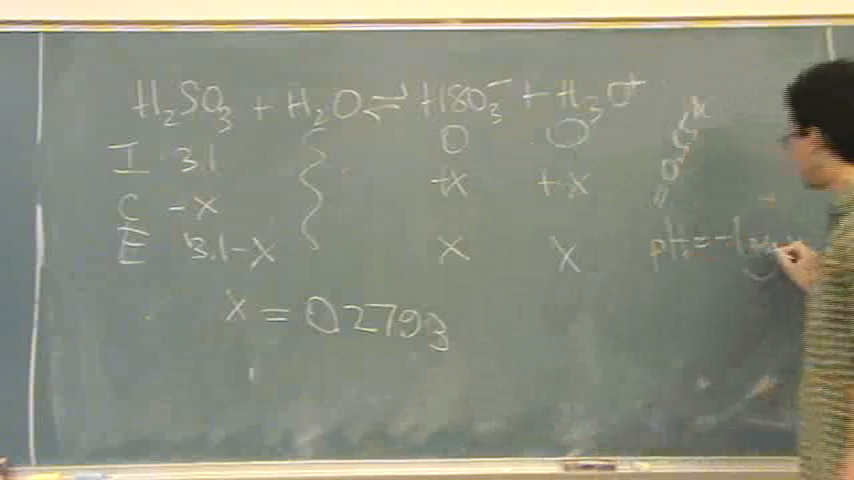 H₂SO₃ + H₂O ⇌ HSO₃⁻ + H₃O⁺
I 3.1 0 0
C -x +x +x
E 3.1-x x x
x = 0.2793
pH = -log